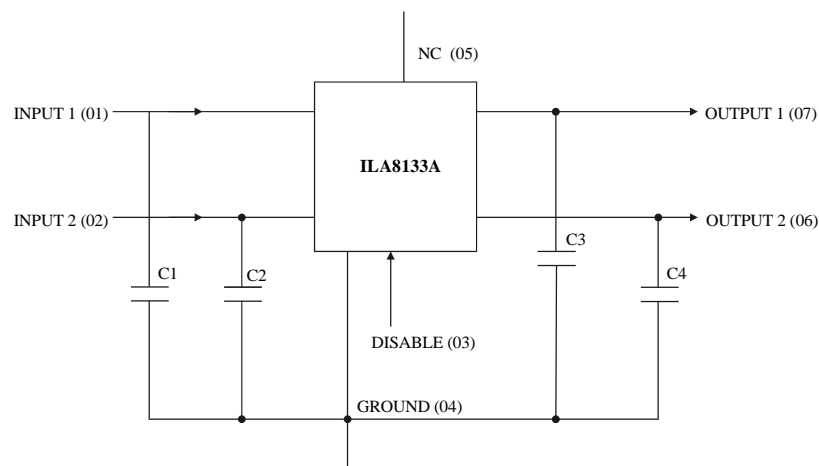 NC (05)
INPUT 1 (01)
OUTPUT 1 (07)
ILA8133A
INPUT 2 (02)
OUTPUT 2 (06)
C1
C2
C3
C4
DISABLE (03)
GROUND (04)